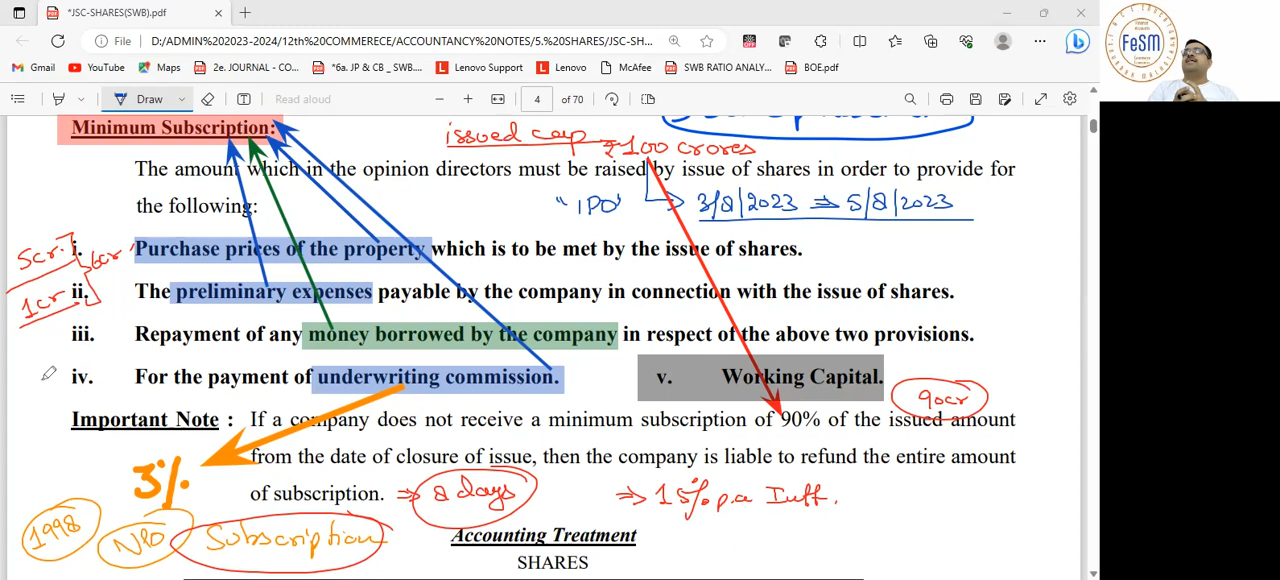 *JSC-SHARES(SWB).pdf
File D:/ADMIN%202023-2024/12th%20COMMERECE/ACCOUNTANCY%20NOTES/5.%20SHARES/JSC-SH...
Gmail YouTube Maps 2e. JOURNAL - CO... *6a. JP & CB _ SWB.... Lenovo Support Lenovo McAfee SWB RATIO ANALY... BOE.pdf
Draw Read aloud 4 of 70
FeSM
Minimum Subscription:
issued cap ₹100 crores
The amount which in the opinion directors must be raised by issue of shares in order to provide for
the following:
"IPO" 3/8/2023 ⇒ 5/8/2023
5cr.
1cr
6cr
i. Purchase prices of the property which is to be met by the issue of shares.
ii. The preliminary expenses payable by the company in connection with the issue of shares.
iii. Repayment of any money borrowed by the company in respect of the above two provisions.
iv. For the payment of underwriting commission. v. Working Capital.
90cr
Important Note : If a company does not receive a minimum subscription of 90% of the issued amount
from the date of closure of issue, then the company is liable to refund the entire amount
of subscription. ⇒ 8 days ⇒ 15% p.a Intt.
3%
1998 NPO Subscription
Accounting Treatment
SHARES